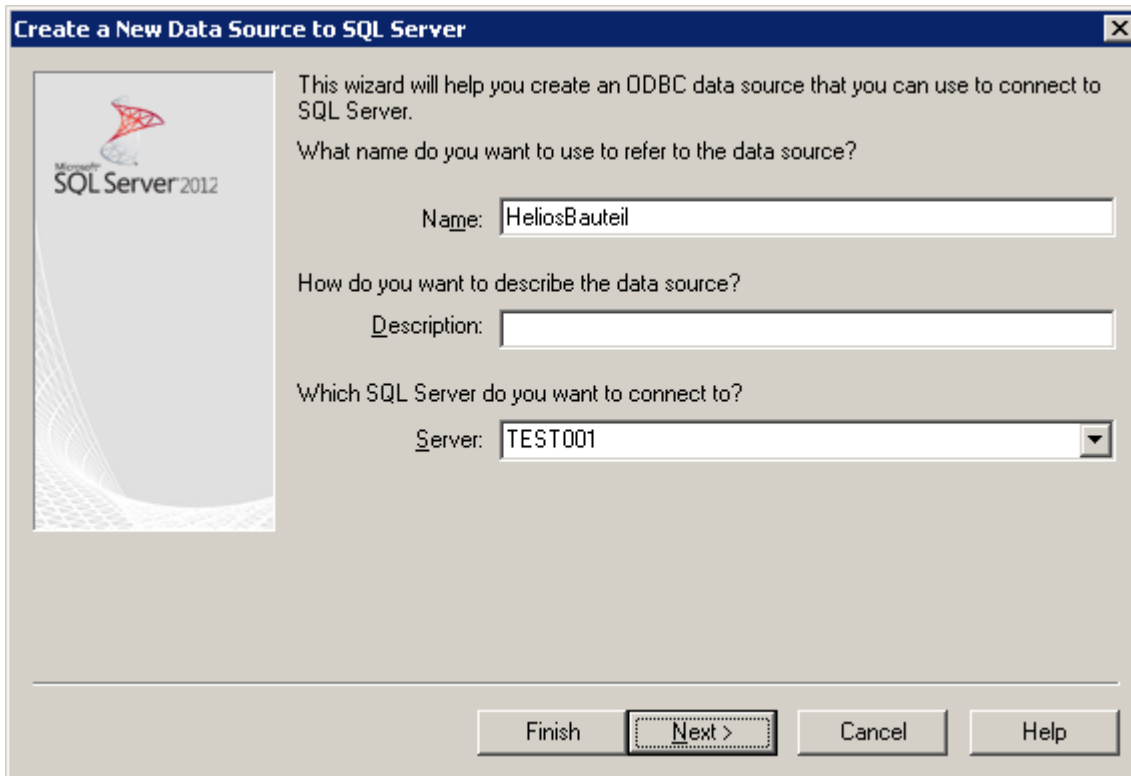 Create a New Data Source to SQL Server
This wizard will help you create an ODBC data source that you can use to connect to
SQL Server.
What name do you want to use to refer to the data source?
Microsoft
SQL Server 2012
Name: HeliosBauteil
How do you want to describe the data source?
Description:
Which SQL Server do you want to connect to?
Server: TEST001
Finish Next > Cancel Help